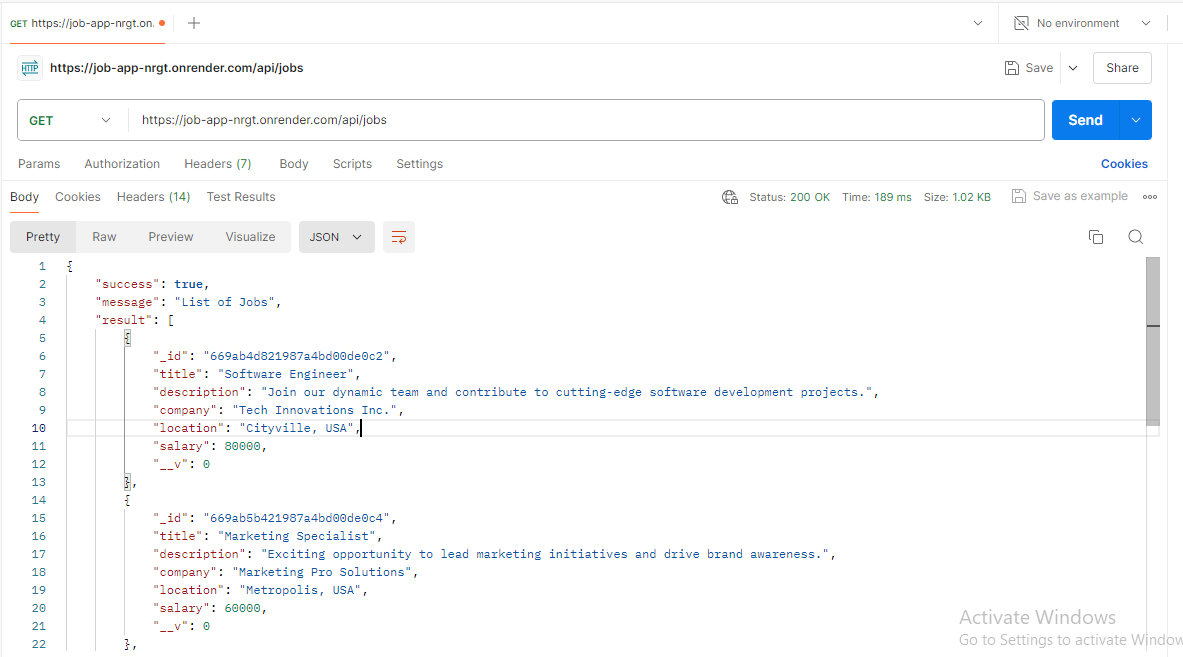 GET https://job-app-nrgt.on.
No environment
HTTP https://job-app-nrgt.onrender.com/api/jobs
Save
Share
GET
https://job-app-nrgt.onrender.com/api/jobs
Send
Params Authorization Headers (7) Body Scripts Settings
Cookies
Body Cookies Headers (14) Test Results
Status: 200 OK Time: 189 ms Size: 1.02 KB
Save as example
Pretty Raw Preview Visualize JSON
1 {
2 "success": true,
3 "message": "List of Jobs",
4 "result": [
5 {
6 "_id": "669ab4d821987a4bd00de0c2",
7 "title": "Software Engineer",
8 "description": "Join our dynamic team and contribute to cutting-edge software development projects.",
9 "company": "Tech Innovations Inc.",
10 "location": "Cityville, USA",
11 "salary": 80000,
12 "__v": 0
13 },
14 {
15 "_id": "669ab5b421987a4bd00de0c4",
16 "title": "Marketing Specialist",
17 "description": "Exciting opportunity to lead marketing initiatives and drive brand awareness.",
18 "company": "Marketing Pro Solutions",
19 "location": "Metropolis, USA",
20 "salary": 60000,
21 "__v": 0
22 },
Activate Windows
Go to Settings to activate Window